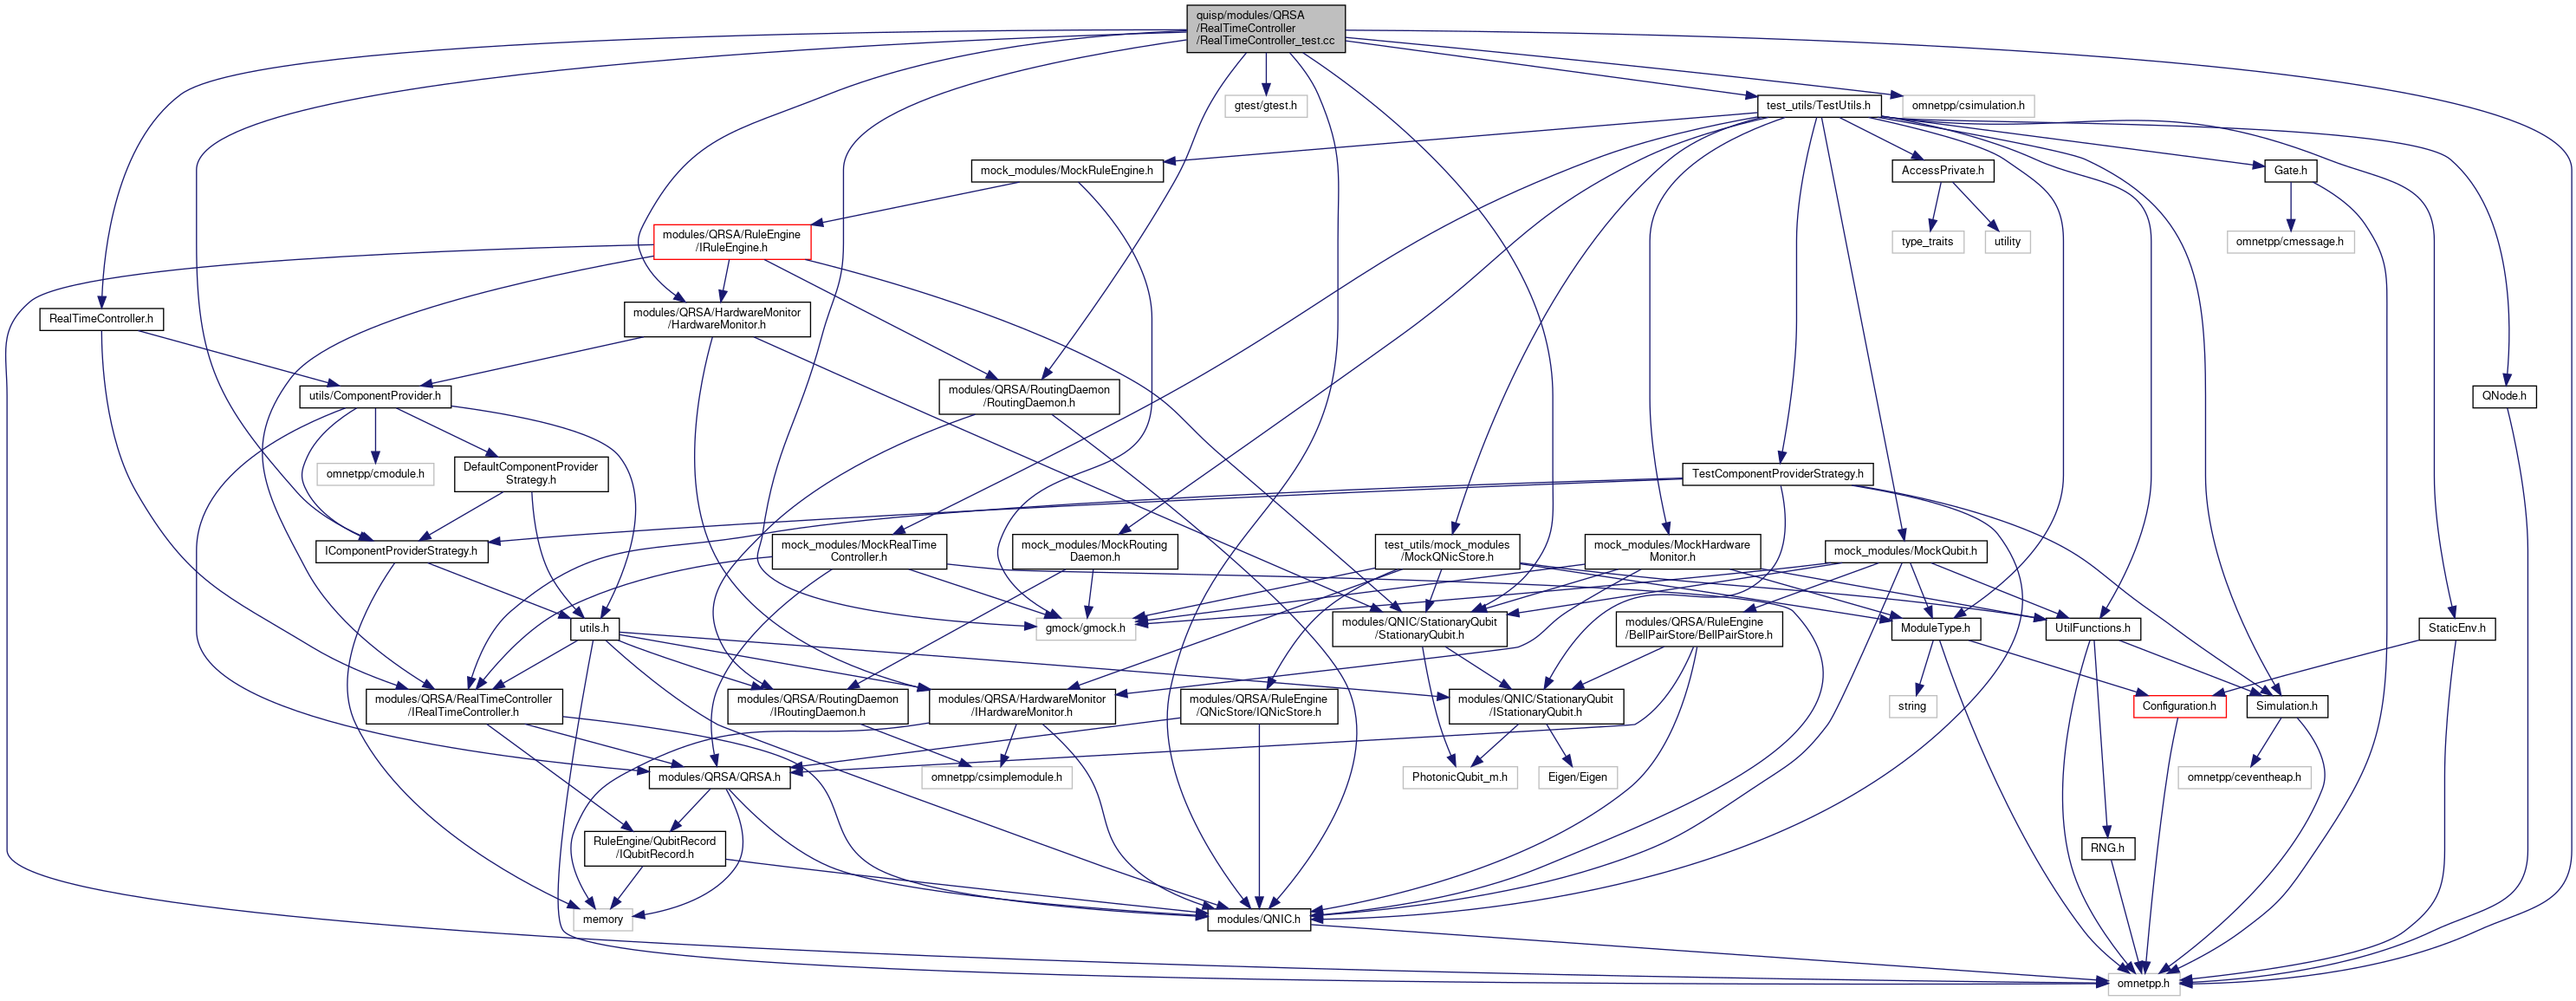 quisp/modules/QRSA
/RealTimeController
/RealTimeController_test.cc
gtest/gtest.h
test_utils/TestUtils.h
omnetpp/csimulation.h
mock_modules/MockRuleEngine.h
AccessPrivate.h
Gate.h
modules/QRSA/RuleEngine
/IRuleEngine.h
type_traits
utility
omnetpp/cmessage.h
RealTimeController.h
modules/QRSA/HardwareMonitor
/HardwareMonitor.h
utils/ComponentProvider.h
modules/QRSA/RoutingDaemon
/RoutingDaemon.h
QNode.h
omnetpp/cmodule.h
DefaultComponentProvider
Strategy.h
TestComponentProviderStrategy.h
IComponentProviderStrategy.h
mock_modules/MockRealTime
Controller.h
mock_modules/MockRouting
Daemon.h
test_utils/mock_modules
/MockQNicStore.h
mock_modules/MockHardware
Monitor.h
mock_modules/MockQubit.h
utils.h
gmock/gmock.h
modules/QNIC/StationaryQubit
/StationaryQubit.h
modules/QRSA/RuleEngine
/BellPairStore/BellPairStore.h
ModuleType.h
UtilFunctions.h
StaticEnv.h
modules/QRSA/RealTimeController
/IRealTimeController.h
modules/QRSA/RoutingDaemon
/IRoutingDaemon.h
modules/QRSA/HardwareMonitor
/IHardwareMonitor.h
modules/QRSA/RuleEngine
/QNicStore/IQNicStore.h
modules/QNIC/StationaryQubit
/IStationaryQubit.h
string
Configuration.h
Simulation.h
modules/QRSA/QRSA.h
omnetpp/csimplemodule.h
PhotonicQubit_m.h
Eigen/Eigen
omnetpp/ceventheap.h
RuleEngine/QubitRecord
/IQubitRecord.h
RNG.h
memory
modules/QNIC.h
omnetpp.h